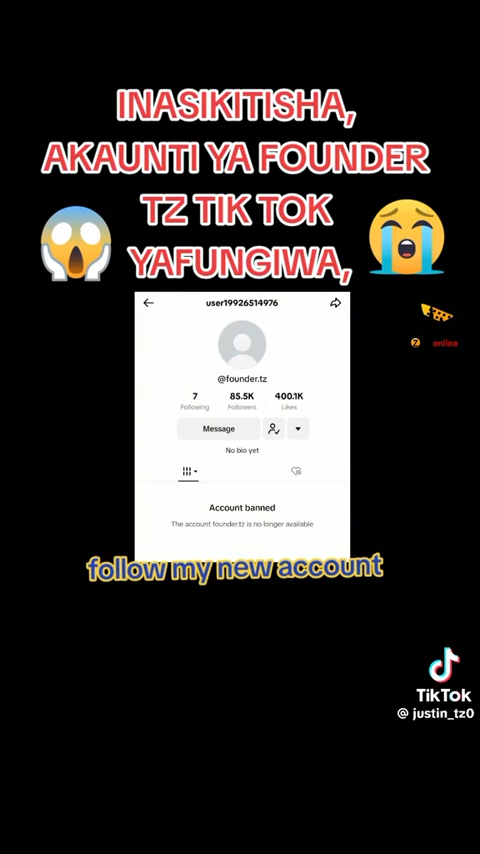 INASIKITISHA,
AKAUNTI YA FOUNDER
TZ TIK TOK
YAFUNGIWA,
online
user19926514976
@founder.tz
7 85.5K 400.1K
Following Followers Likes
Message
No bio yet
Account banned
The account founder.tz is no longer available
follow my new account
TikTok
@ justin_tz0